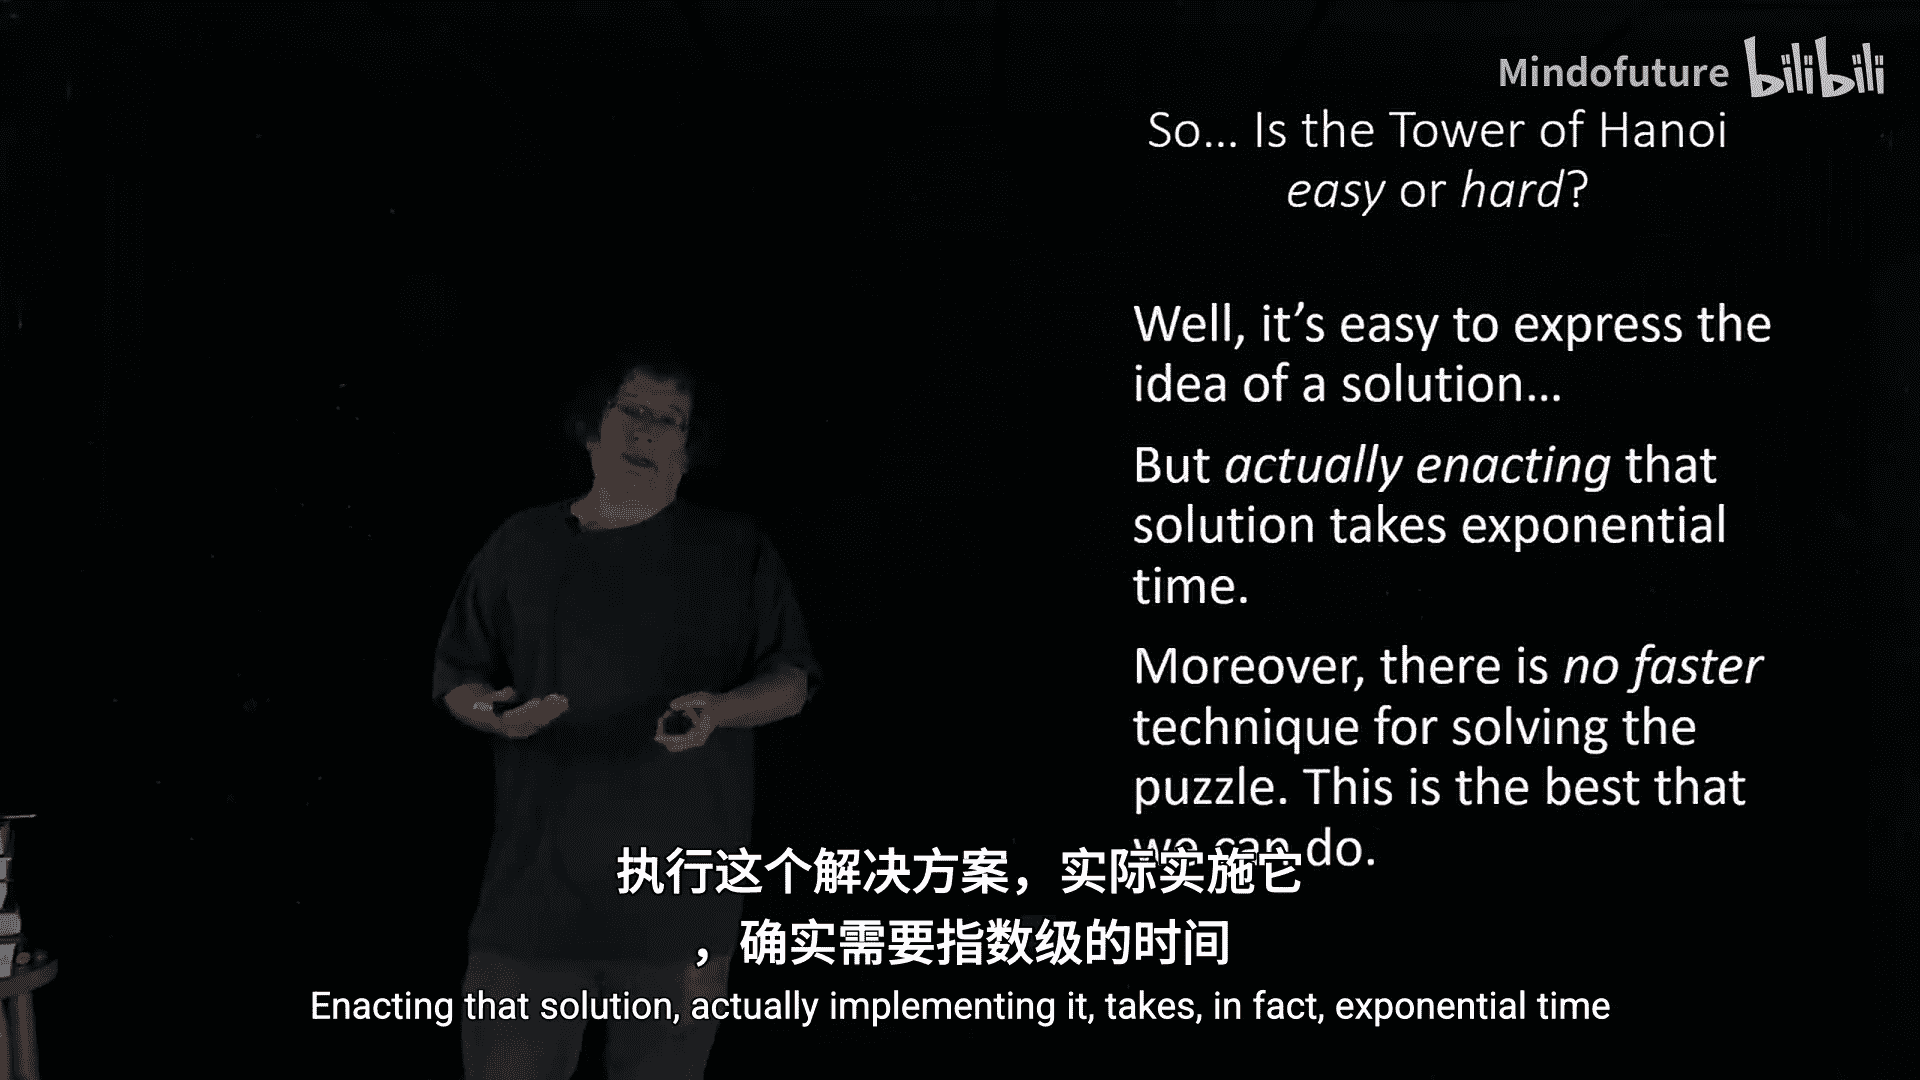 Mindofuture bilibili
So... Is the Tower of Hanoi
easy or hard?
Well, it's easy to express the
idea of a solution...
But actually enacting that
solution takes exponential
time.
Moreover, there is no faster
technique for solving the
puzzle. This is the best that
we can do.
执行这个解决方案，实际实施它
，确实需要指数级的时间
Enacting that solution, actually implementing it, takes, in fact, exponential time